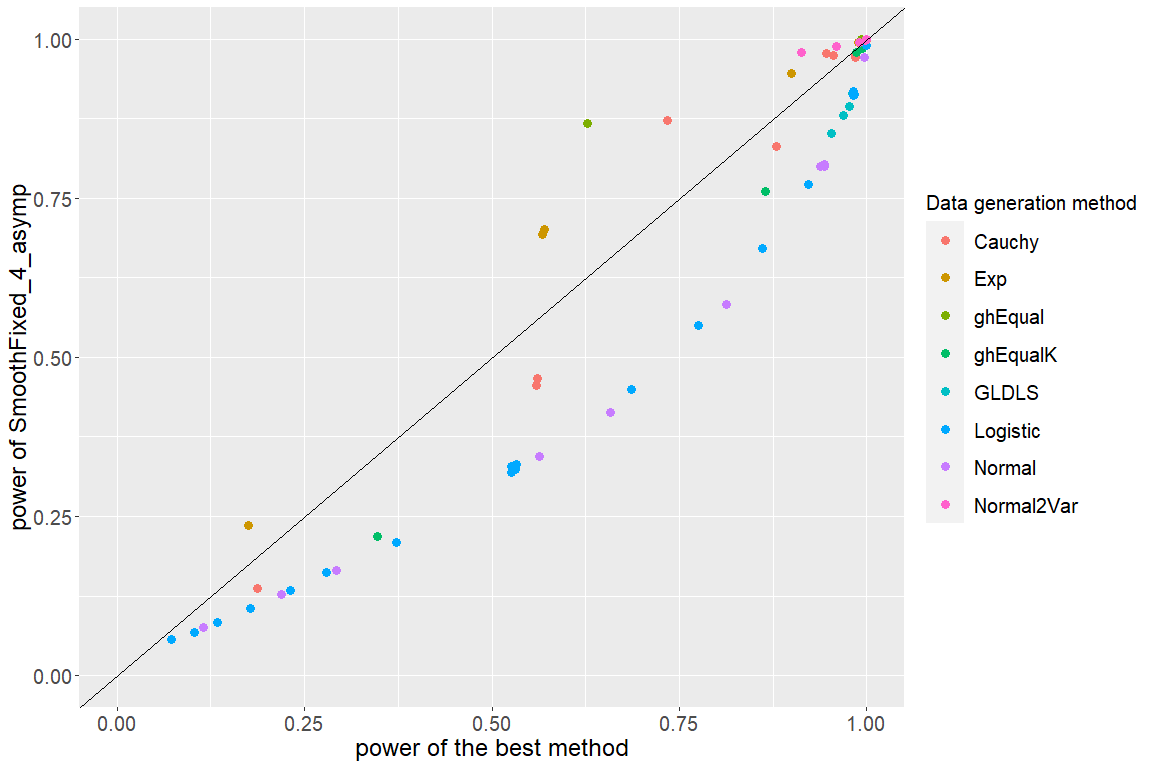 1.00
0.75
0.50
0.25
0.00
power of SmoothFixed_4_asymp
0.00 0.25 0.50 0.75 1.00
power of the best method
Data generation method
Cauchy
Exp
ghEqual
ghEqualK
GLDLS
Logistic
Normal
Normal2Var